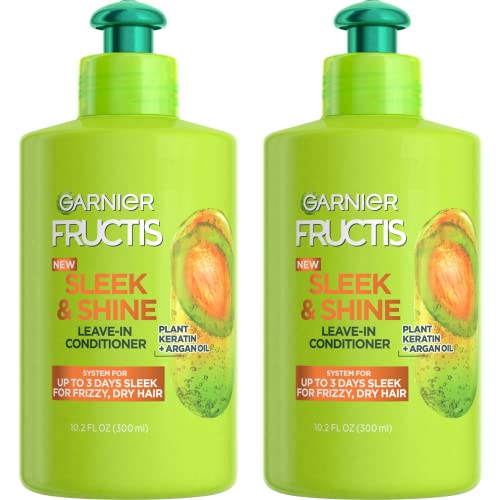 GARNIER
FRUCTIS
NEW
SLEEK
& SHINE
LEAVE-IN
CONDITIONER
PLANT
KERATIN
+ ARGAN OIL
SYSTEM FOR
UP TO 3 DAYS SLEEK
FOR FRIZZY, DRY HAIR
10.2 FL OZ (300 ml)
GARNIER
FRUCTIS
NEW
SLEEK
& SHINE
LEAVE-IN
CONDITIONER
PLANT
KERATIN
+ ARGAN OIL
SYSTEM FOR
UP TO 3 DAYS SLEEK
FOR FRIZZY, DRY HAIR
10.2 FL OZ (300 ml)